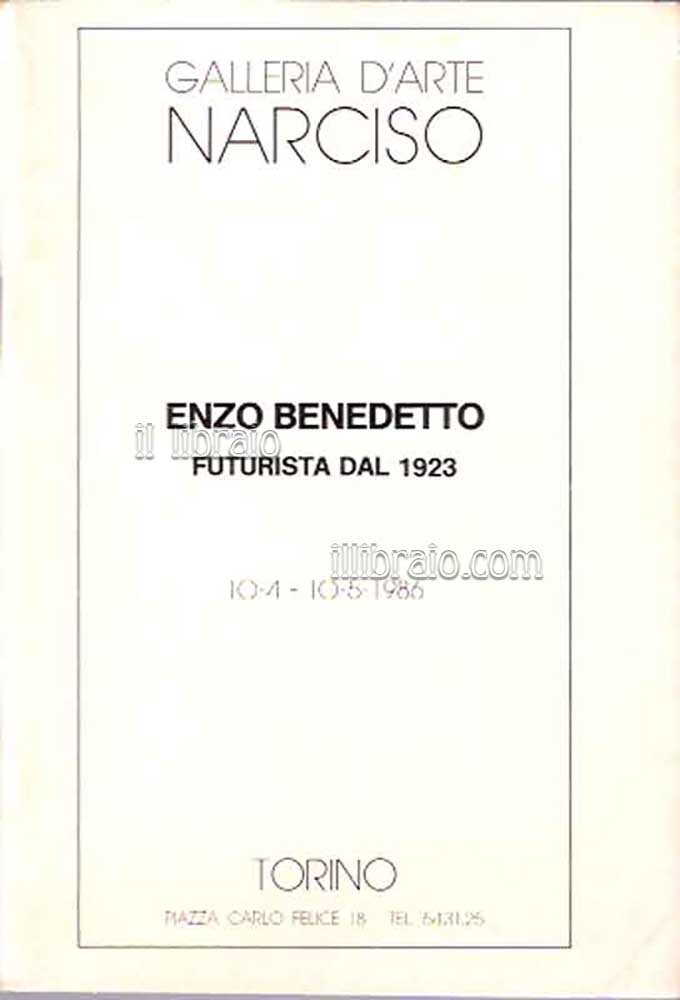 GALLERIA D'ARTE
NARCISO
ENZO BENEDETTO
il libraio
FUTURISTA DAL 1923
illibraio.com
10-4 - 10-5-1986
TORINO
PIAZZA CARLO FELICE 18 TEL. 543125